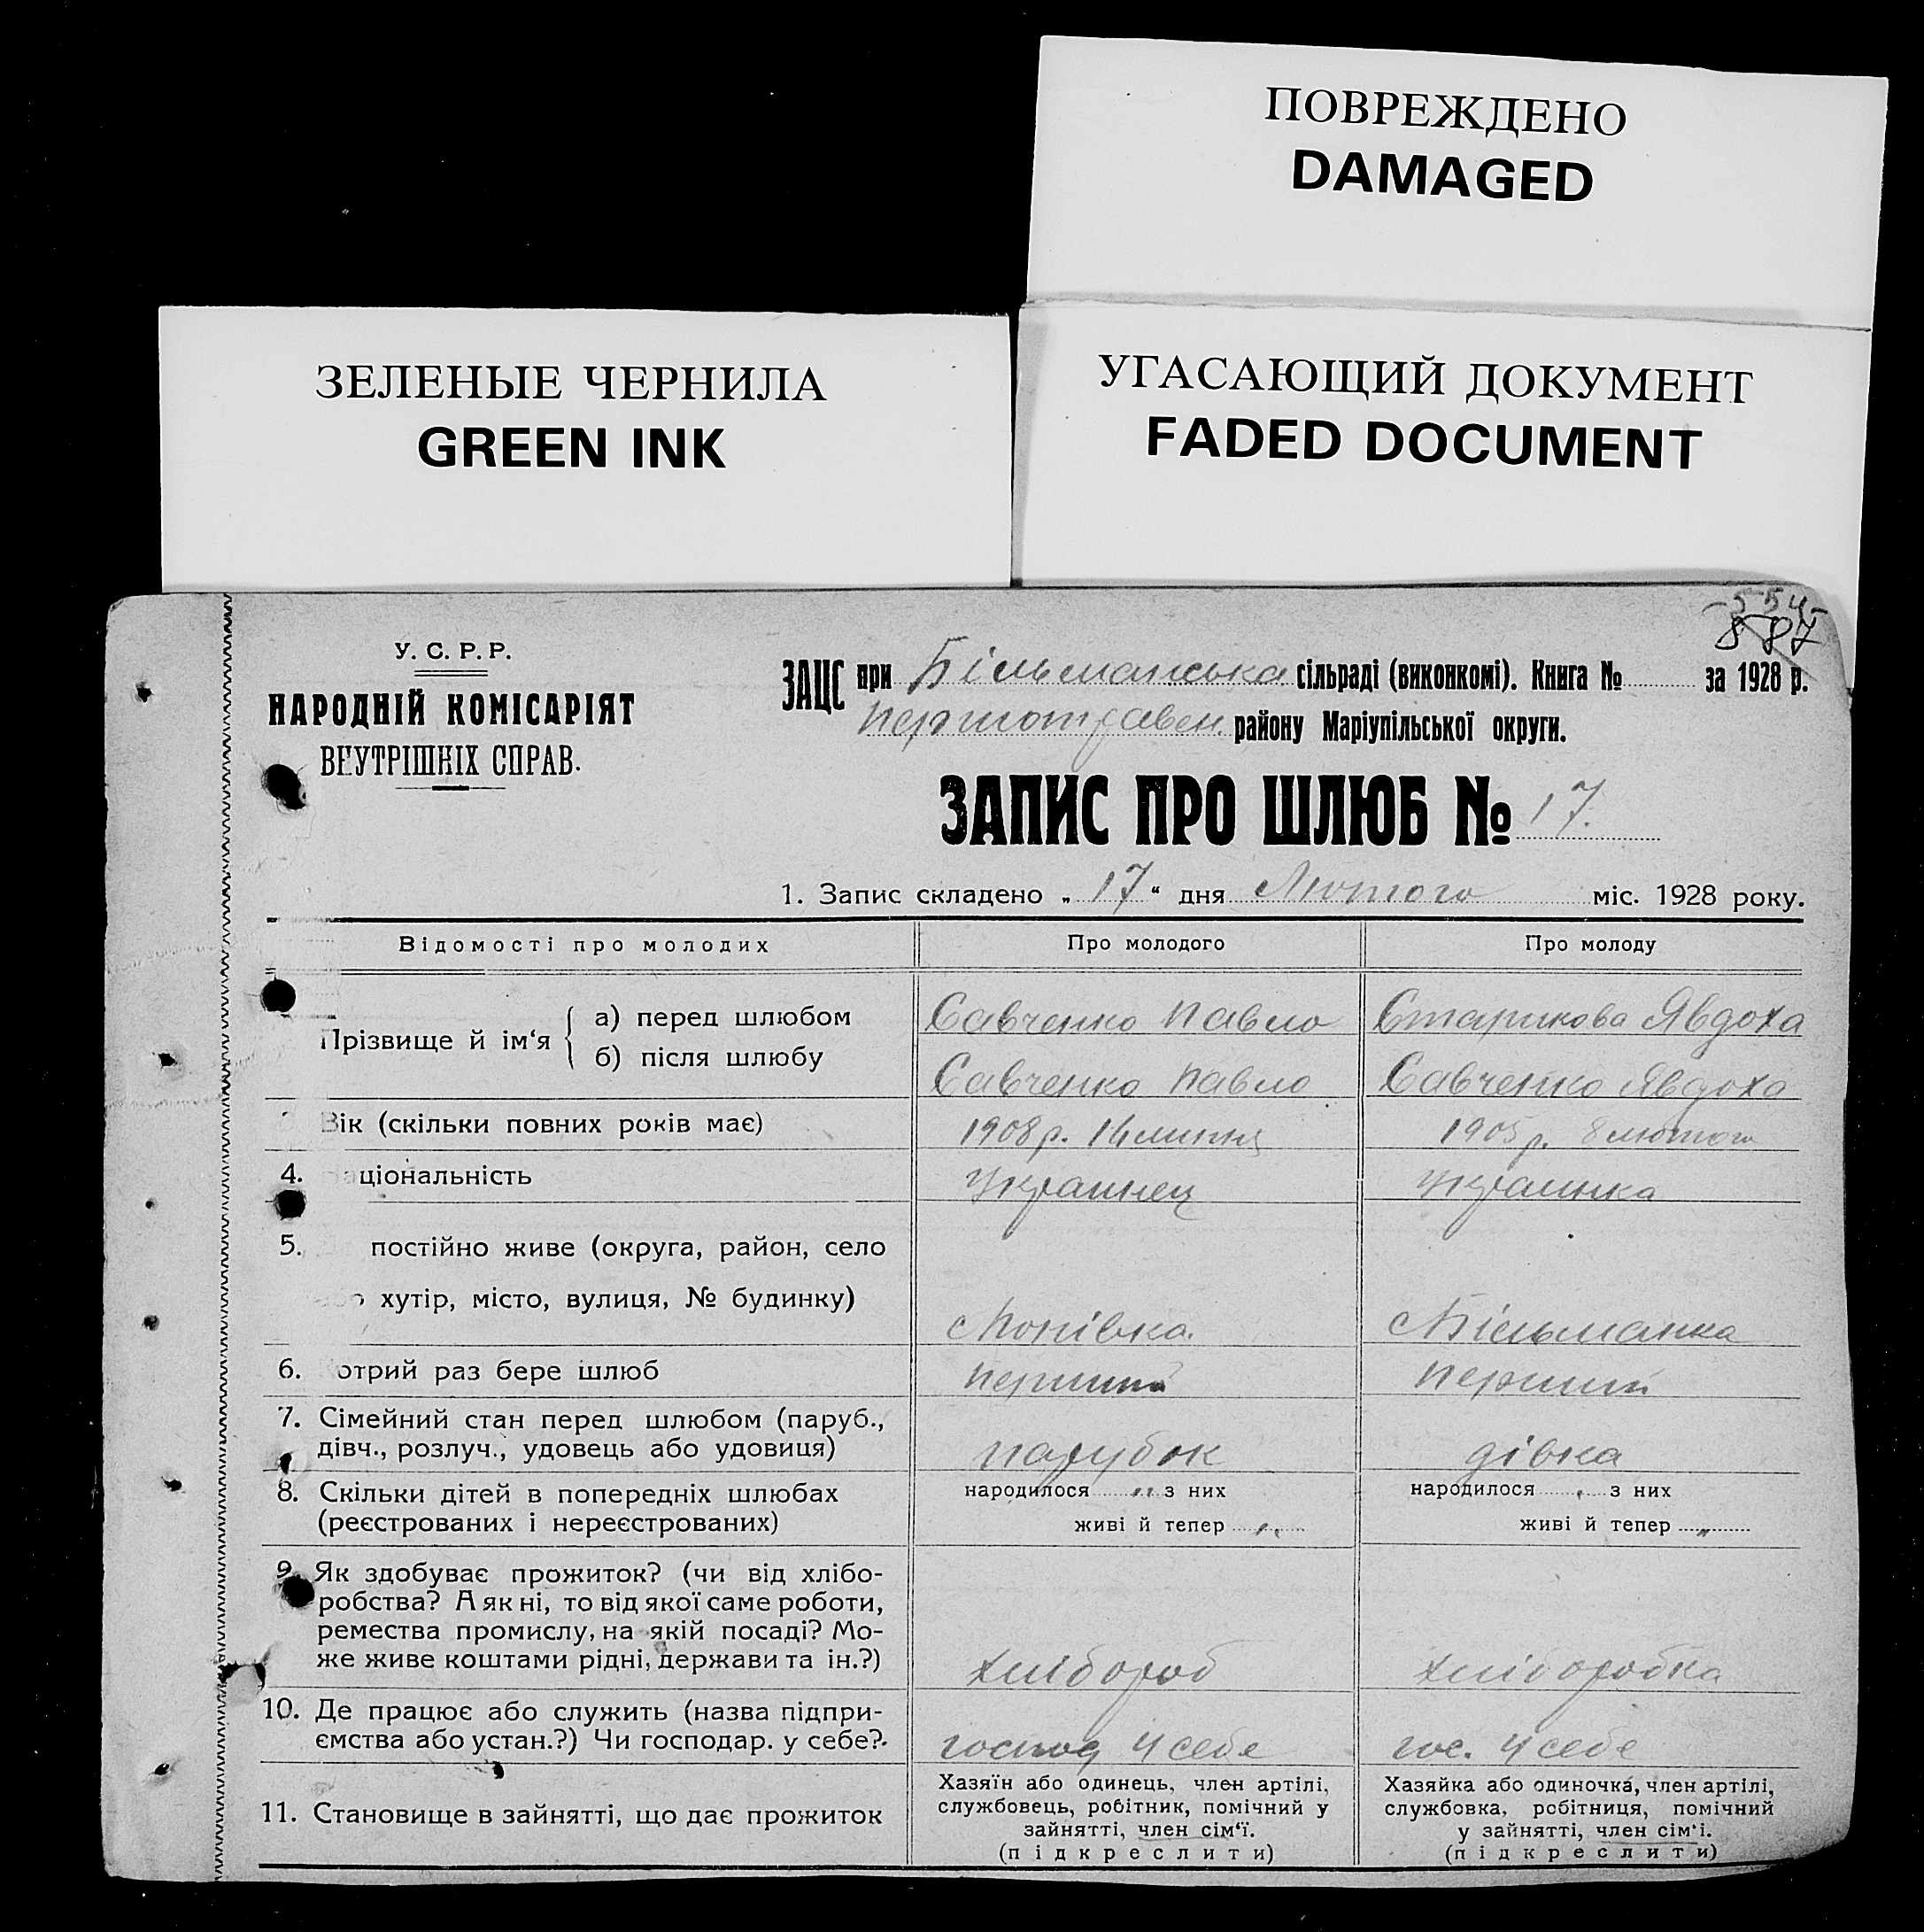 ПОВРЕЖДЕНО
DAMAGED
ЗЕЛЕНЫЕ ЧЕРНИЛА
GREEN INK
УГАСАЮЩИЙ ДОКУМЕНТ
FADED DOCUMENT
-554-
887
У. С. Р. Р.
НАРОДНІЙ КОМІСАРІЯТ
ВНУТРІШНІХ СПРАВ.
ЗАЦС при Більманська сільраді (виконкомі). Книга № за 1928 р.
Першотравен. району Маріупільської округи.
ЗАПИС ПРО ШЛЮБ № 17.
1. Запис складено „ 17 “ дня Лютого міс. 1928 року.
Відомості про молодих Про молодого Про молоду
Прізвище й ім‘я а) перед шлюбом Савченко Павло Старикова Явдоха
б) після шлюбу Савченко Павло Савченко Явдоха
Вік (скільки повних років має) 1908 р. 14 липня 1905 р. 8 лютого
4. ціональність Украинец Украинка
5. постійно живе (округа, район, село
хутір, місто, вулиця, № будинку) Попівка. Більманка
6. отрий раз бере шлюб перший перший
7. Сімейний стан перед шлюбом (паруб.,
дівч., розлуч., удовець або удовиця) парубок дівка
8. Скільки дітей в попередніх шлюбах народилося „ з них народилося „ з них
(реєстрованих і нереєстрованих) живі й тепер „ живі й тепер „
9. Як здобуває прожиток? (чи від хлібо-
робства? А як ні, то від якої саме роботи,
ремества промислу, на якій посаді? Мо-
же живе коштами рідні, держави та ін.?) хлібороб хліборобка
10. Де працює або служить (назва підпри-
ємства або устан.?) Чи господар. у себе?. господ у себе гос. у себе
11. Становище в зайнятті, що дає прожиток
Хазяїн або одинець, член артілі,
службовець, робітник, помічний у
зайнятті, член сім‘ї.
(підкреслити)
Хазяйка або одиночка, член артілі,
службовка, робітниця, помічний
у зайнятті, член сім‘і.
(підкреслити)